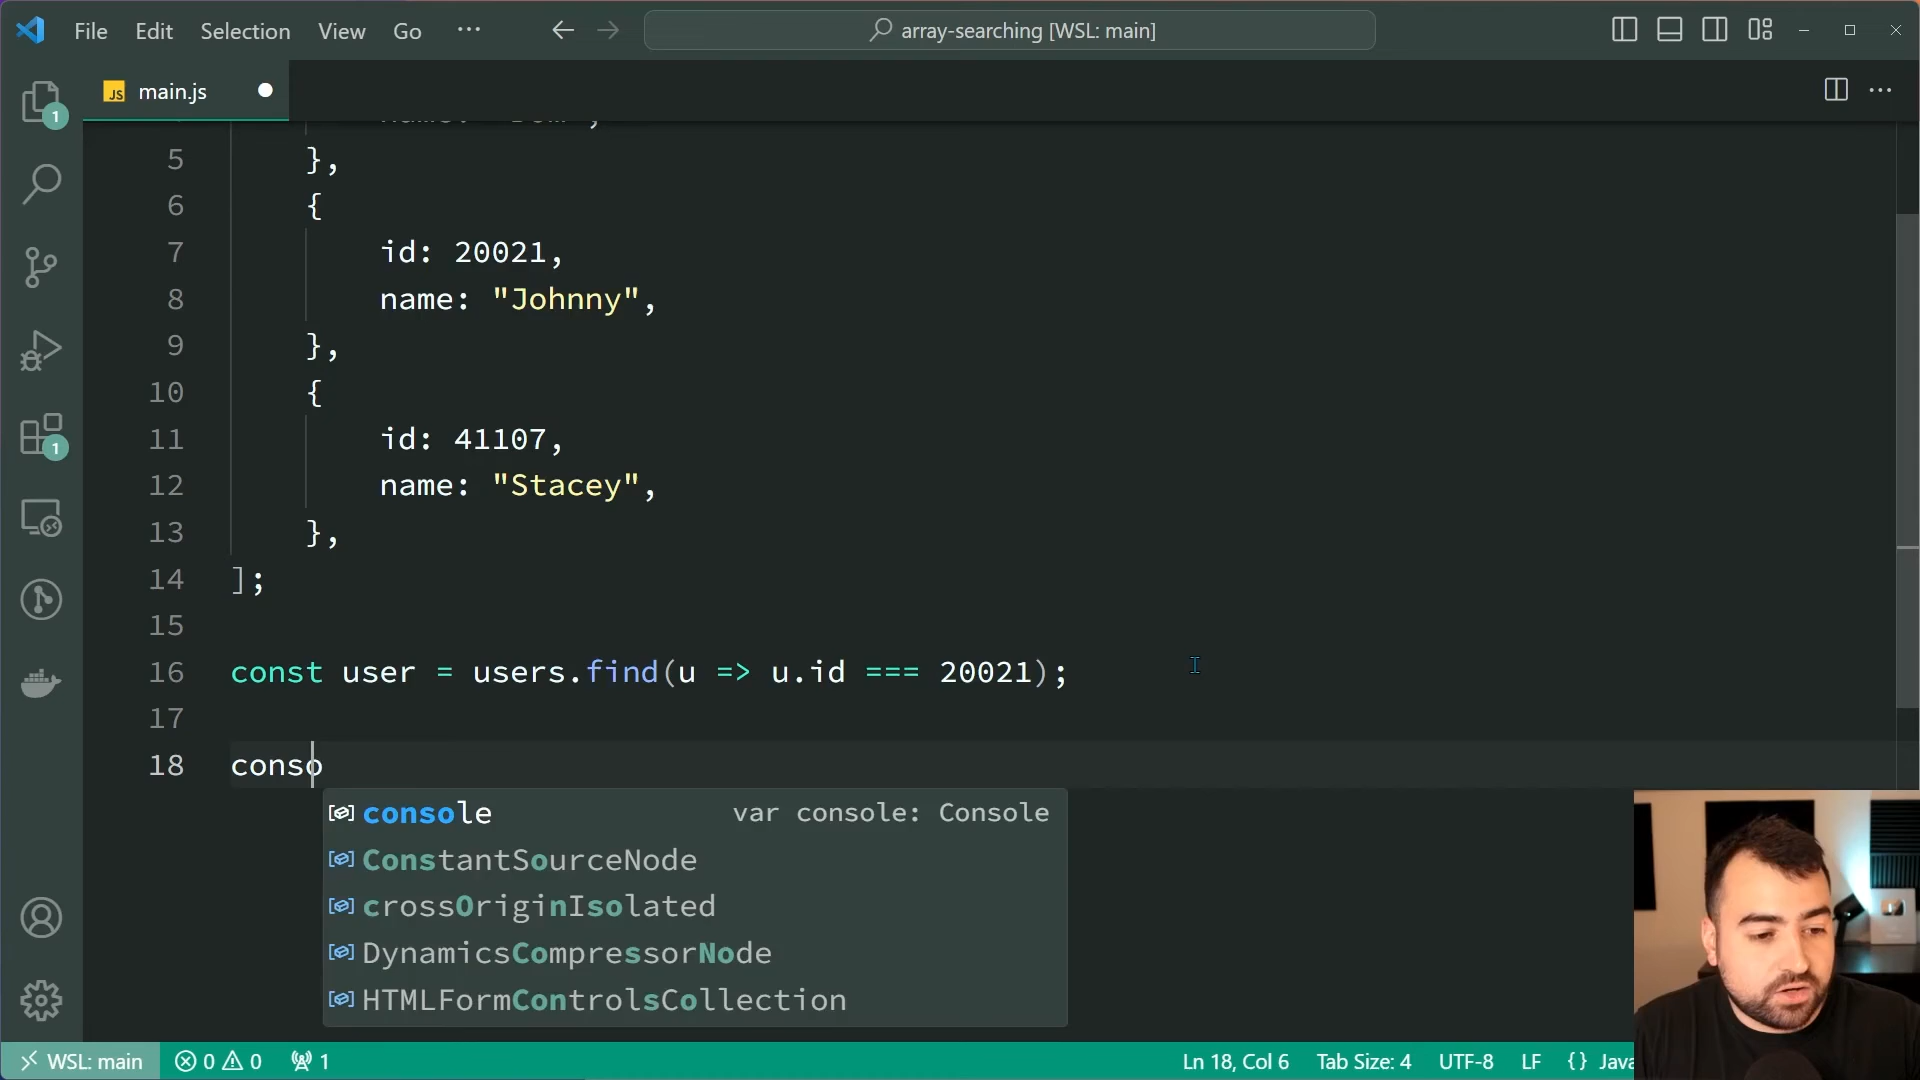 File Edit Selection View Go ··· array-searching [WSL: main]
JS main.js
5 },
6 {
7 id: 20021,
8 name: "Johnny",
9 },
10 {
11 id: 41107,
12 name: "Stacey",
13 },
14 ];
15
16 const user = users.find(u => u.id === 20021);
17
18 conso
console var console: Console
ConstantSourceNode
crossOriginIsolated
DynamicsCompressorNode
HTMLFormControlsCollection
1
1
WSL: main 0 0 1 Ln 18, Col 6 Tab Size: 4 UTF-8 LF {} Java